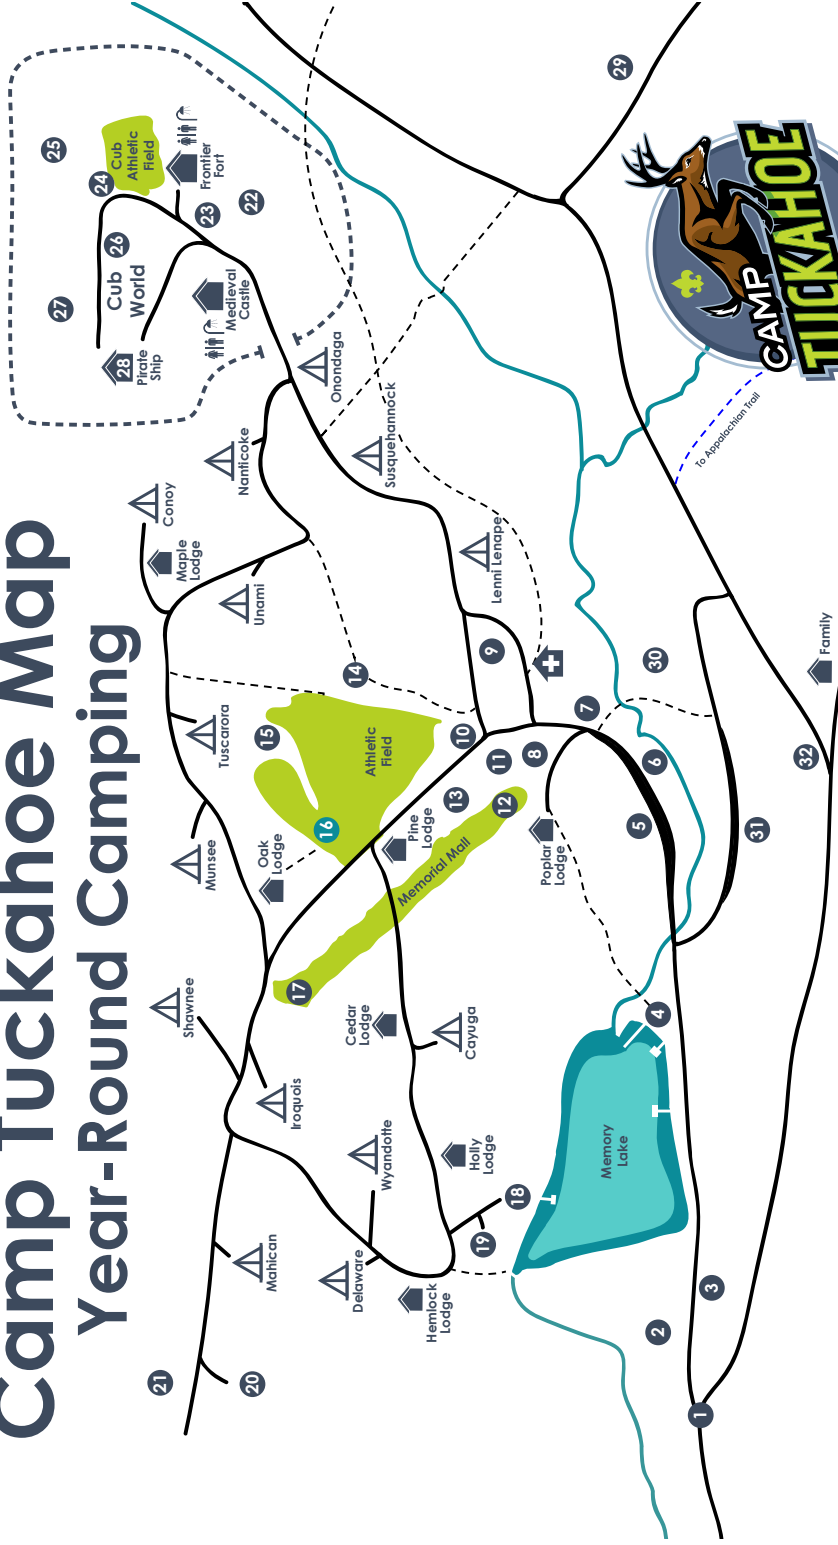 Camp Tuckahoe Map
Year-Round Camping
21
20
Mahican
Shawnee
Iroquois
Munsee
Tuscarora
Unami
Maple
Lodge
Conoy
Nanticoke
Onondaga
Susquehannock
Lenni Lenape
28
Pirate
Ship
27
26
Cub
World
25
24
Cub
Athletic
Field
Frontier
Fort
23
22
Medieval
Castle
Delaware
Wyandotte
Hemlock
Lodge
Holly
Lodge
Cedar
Lodge
Cayuga
17
Memorial Mall
Oak
Lodge
16
15
Athletic
Field
14
Pine
Lodge
13
12
11
10
9
8
7
Poplar
Lodge
19
18
Memory
Lake
4
5
6
30
31
1
2
3
32
Family
29
To Appalachian Trail
CAMP
TUCKAHOE